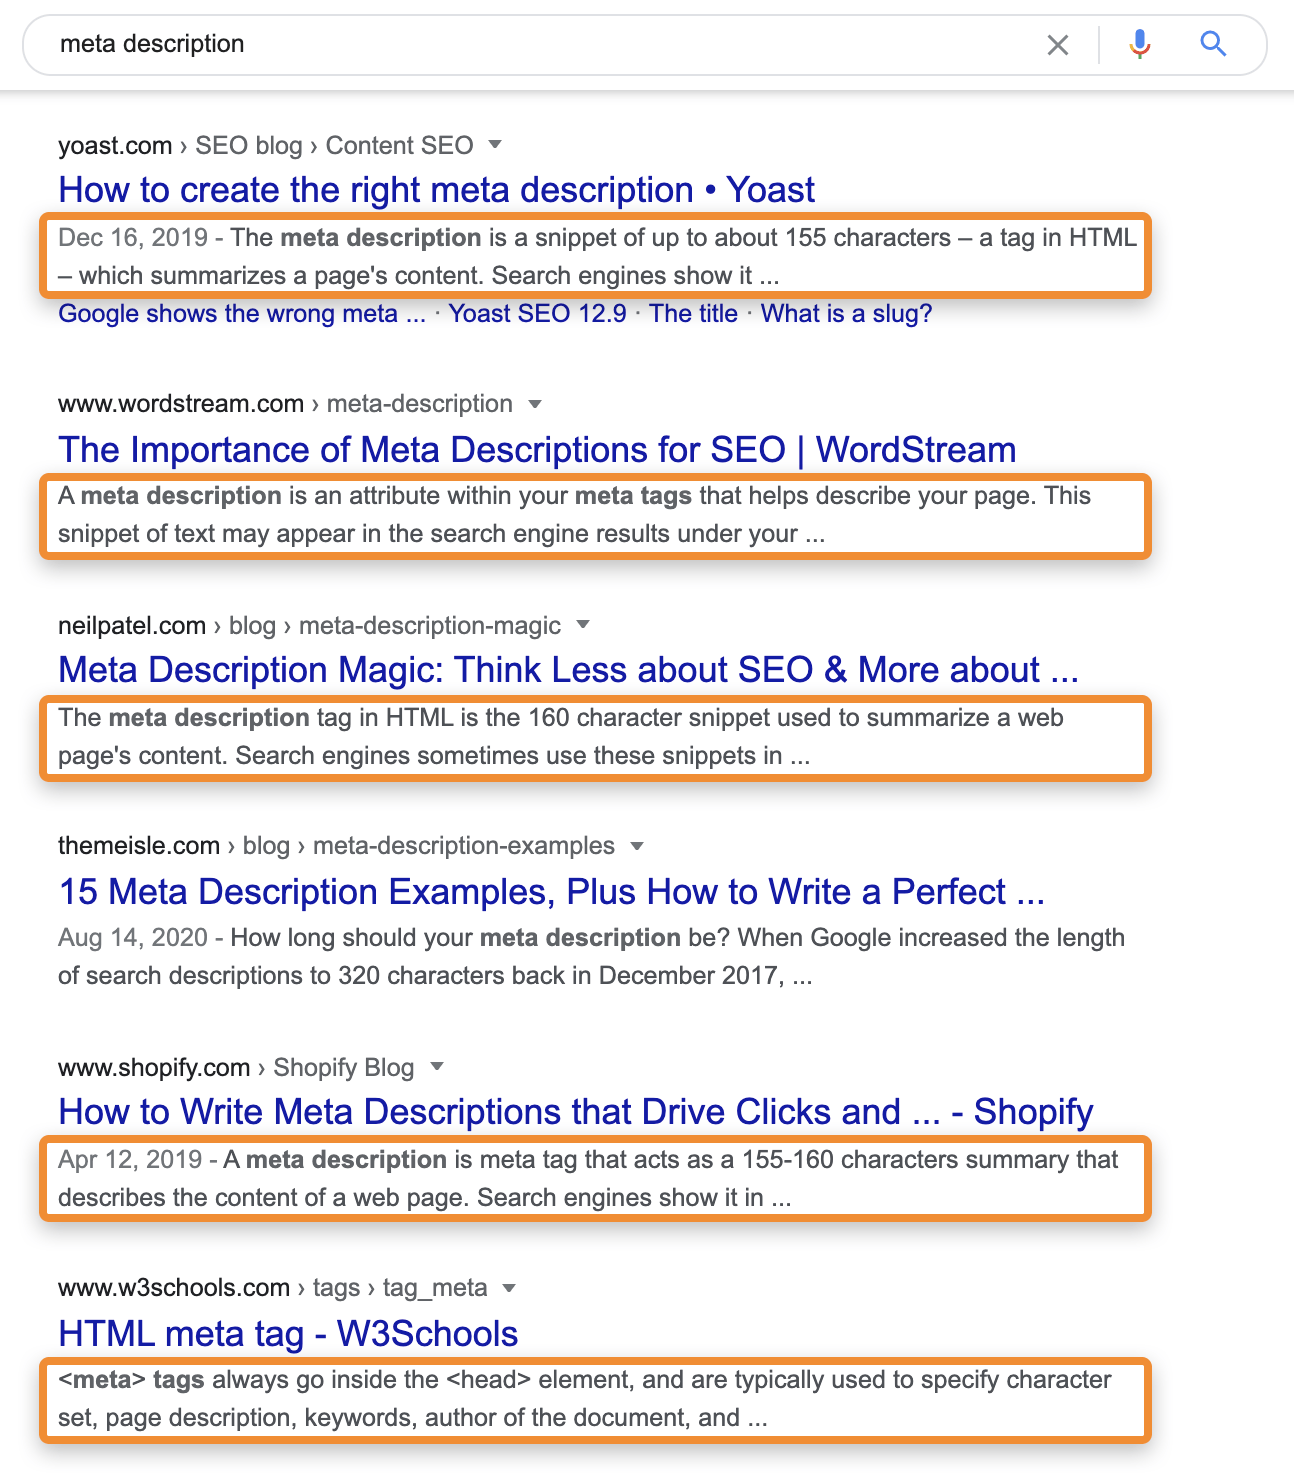 meta description
yoast.com › SEO blog › Content SEO
How to create the right meta description • Yoast
Dec 16, 2019 - The meta description is a snippet of up to about 155 characters – a tag in HTML
– which summarizes a page's content. Search engines show it ...
Google shows the wrong meta ... · Yoast SEO 12.9 · The title · What is a slug?
www.wordstream.com › meta-description
The Importance of Meta Descriptions for SEO | WordStream
A meta description is an attribute within your meta tags that helps describe your page. This
snippet of text may appear in the search engine results under your ...
neilpatel.com › blog › meta-description-magic
Meta Description Magic: Think Less about SEO & More about ...
The meta description tag in HTML is the 160 character snippet used to summarize a web
page's content. Search engines sometimes use these snippets in ...
themeisle.com › blog › meta-description-examples
15 Meta Description Examples, Plus How to Write a Perfect ...
Aug 14, 2020 - How long should your meta description be? When Google increased the length
of search descriptions to 320 characters back in December 2017, ...
www.shopify.com › Shopify Blog
How to Write Meta Descriptions that Drive Clicks and ... - Shopify
Apr 12, 2019 - A meta description is meta tag that acts as a 155-160 characters summary that
describes the content of a web page. Search engines show it in ...
www.w3schools.com › tags › tag_meta
HTML meta tag - W3Schools
<meta> tags always go inside the <head> element, and are typically used to specify character
set, page description, keywords, author of the document, and ...